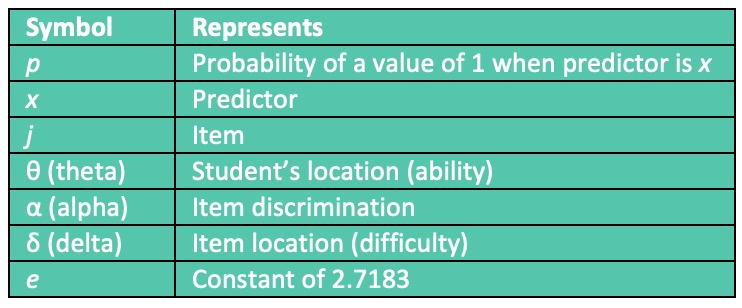 Symbol Represents
p Probability of a value of 1 when predictor is x
x Predictor
j Item
θ (theta) Student’s location (ability)
α (alpha) Item discrimination
δ (delta) Item location (difficulty)
e Constant of 2.7183